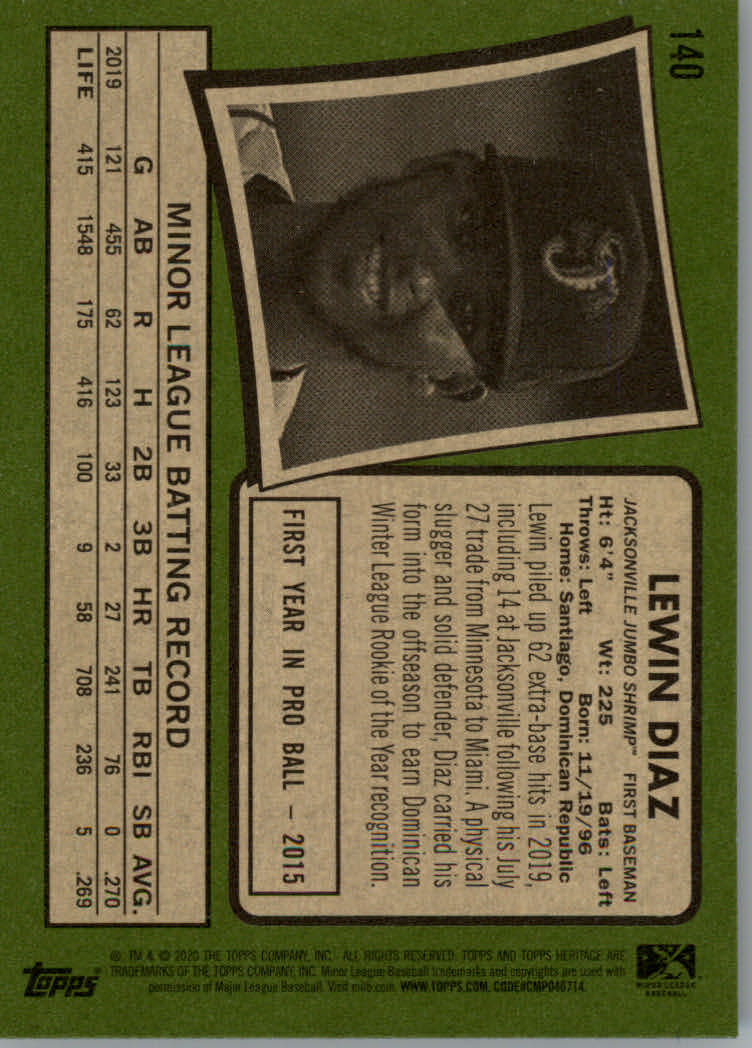 140
LEWIN DIAZ
JACKSONVILLE JUMBO SHRIMP™ FIRST BASEMAN
Ht: 6'4" Wt: 225 Bats: Left
Throws: Left Born: 11/19/96
Home: Santiago, Dominican Republic
Lewin piled up 62 extra-base hits in 2019,
including 14 at Jacksonville following his July
27 trade from Minnesota to Miami. A physical
slugger and solid defender, Diaz carried his
form into the offseason to earn Dominican
Winter League Rookie of the Year recognition.
FIRST YEAR IN PRO BALL – 2015
MINOR LEAGUE BATTING RECORD
G AB R H 2B 3B HR TB RBI SB AVG.
2019 121 455 62 123 33 2 27 241 76 0 .270
LIFE 415 1548 175 416 100 9 58 708 236 5 .269
MINOR LEAGUE
BASEBALL
®, TM & © 2020 THE TOPPS COMPANY, INC. ALL RIGHTS RESERVED. TOPPS AND TOPPS HERITAGE ARE
TRADEMARKS OF THE TOPPS COMPANY, INC. Minor League Baseball trademarks and copyrights are used with
permission of Major League Baseball. Visit milb.com. WWW.TOPPS.COM. CODE#CMP046714.
topps®